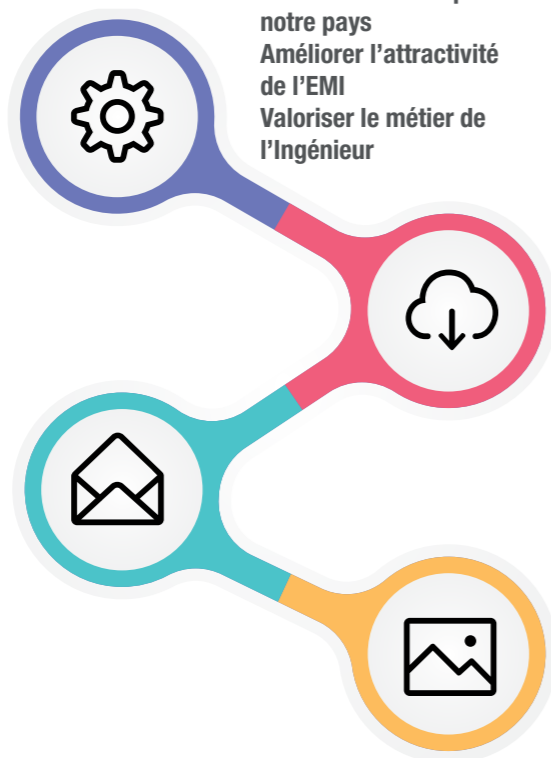 notre pays
Améliorer l’attractivité
de l’EMI
Valoriser le métier de
l’Ingénieur